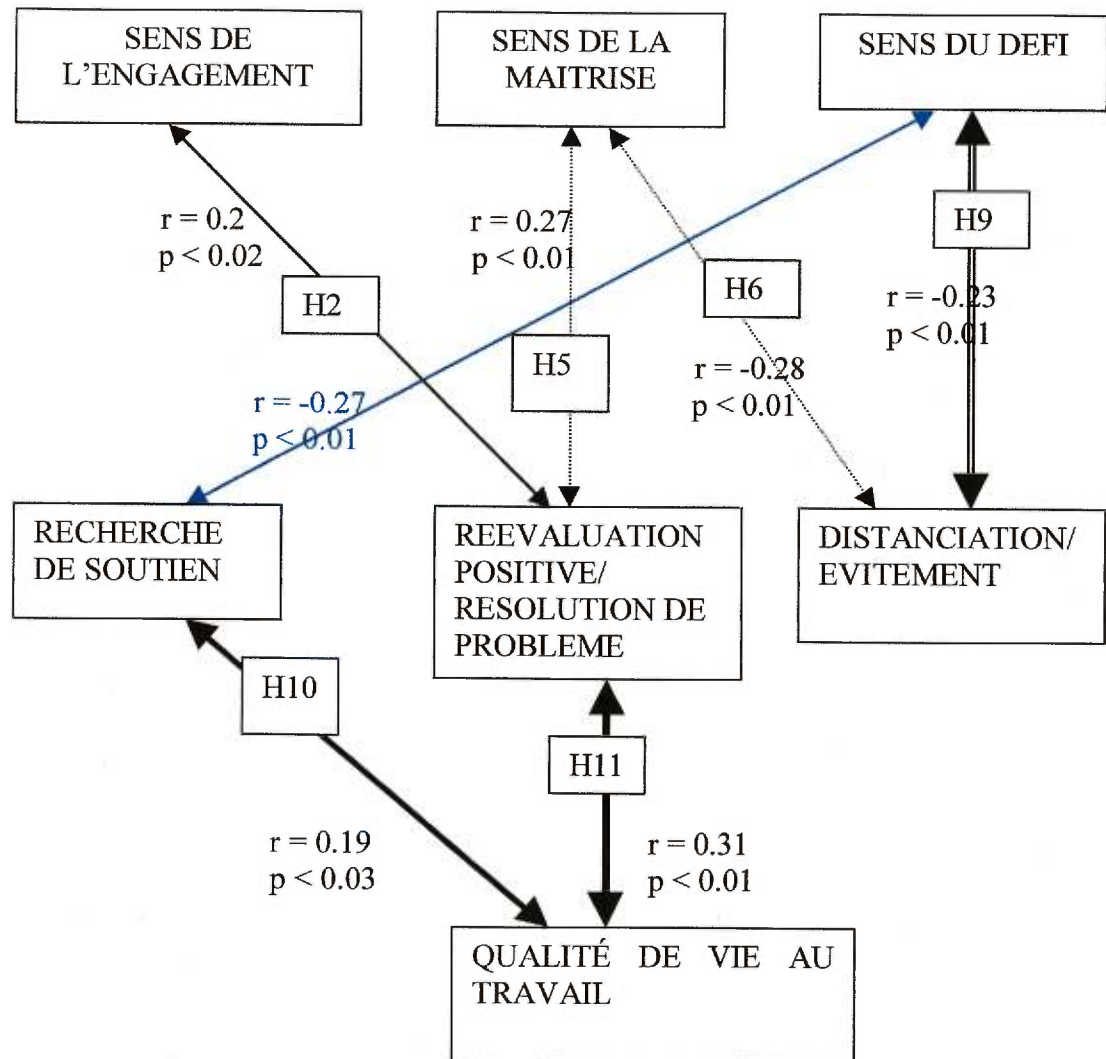 SENS DE
L'ENGAGEMENT
SENS DE LA
MAITRISE
SENS DU DEFI
r = 0.2
p < 0.02
r = 0.27
p < 0.01
H9
H2
H6
r = -0.23
p < 0.01
H5
r = -0.28
p < 0.01
r = -0.27
p < 0.01
RECHERCHE
DE SOUTIEN
REEVALUATION
POSITIVE/
RESOLUTION DE
PROBLEME
DISTANCIATION/
EVITEMENT
H10
H11
r = 0.19
p < 0.03
r = 0.31
p < 0.01
QUALITÉ DE VIE AU
TRAVAIL